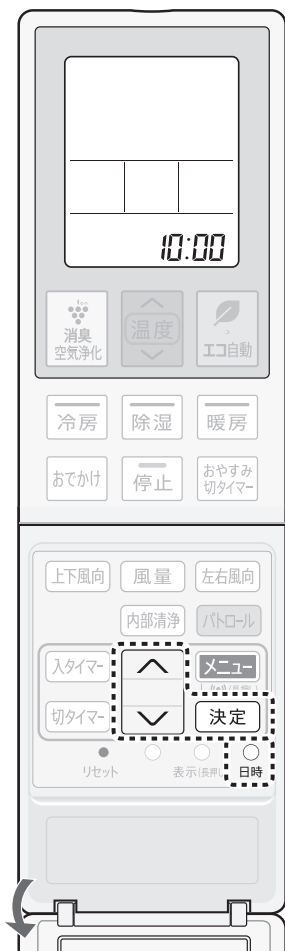 10:00
Ion
消臭
空気浄化
温度
エコ自動
冷房
除湿
暖房
おでかけ
停止
おやすみ
切タイマー
上下風向
風量
左右風向
内部清浄
パトロール
入タイマー
メニュー
切タイマー
決定
リセット
表示(長押し
日時